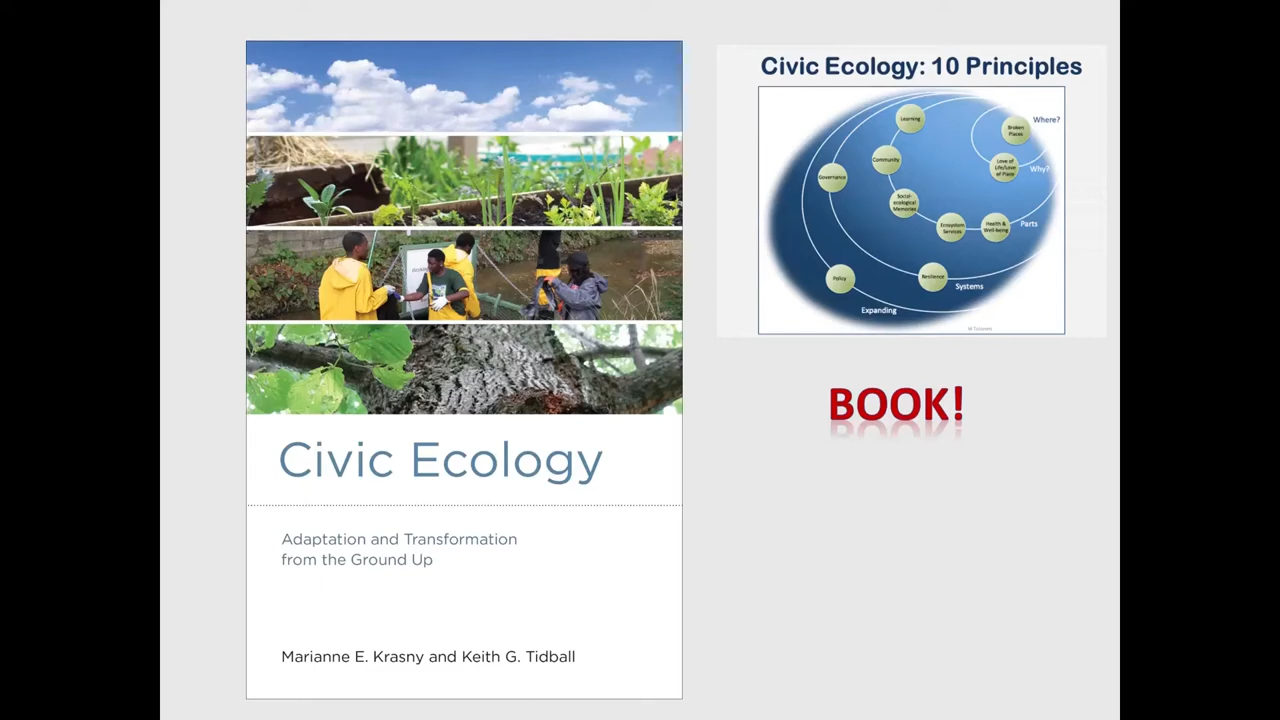 Civic Ecology
Adaptation and Transformation
from the Ground Up
Marianne E. Krasny and Keith G. Tidball
Civic Ecology: 10 Principles
Where?
Broken
Places
Love of
Life/Love
of Place
Why?
Learning
Community
Governance
Social-
ecological
Memories
Ecosystem
Services
Health &
Well-being
Parts
Policy
Resilience
Systems
Expanding
BOOK!